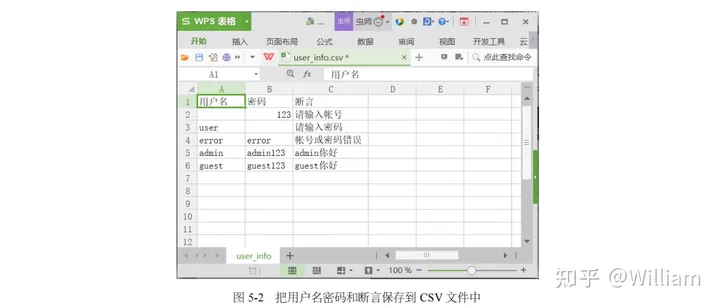 WPS 表格
虫师
虫师
开始 插入 页面布局 公式 数据 审阅 视图 开发工具 云
user_info.csv *
点此查找命令
A1 fx 用户名
A B C D E F
1 用户名 密码 断言
2 123 请输入帐号
3 user 请输入密码
4 error error 帐号或密码错误
5 admin admin123 admin你好
6 guest guest123 guest你好
7
8
9
10
11
12
user_info
100 %
知乎 @William
图 5-2 把用户名密码和断言保存到 CSV 文件中